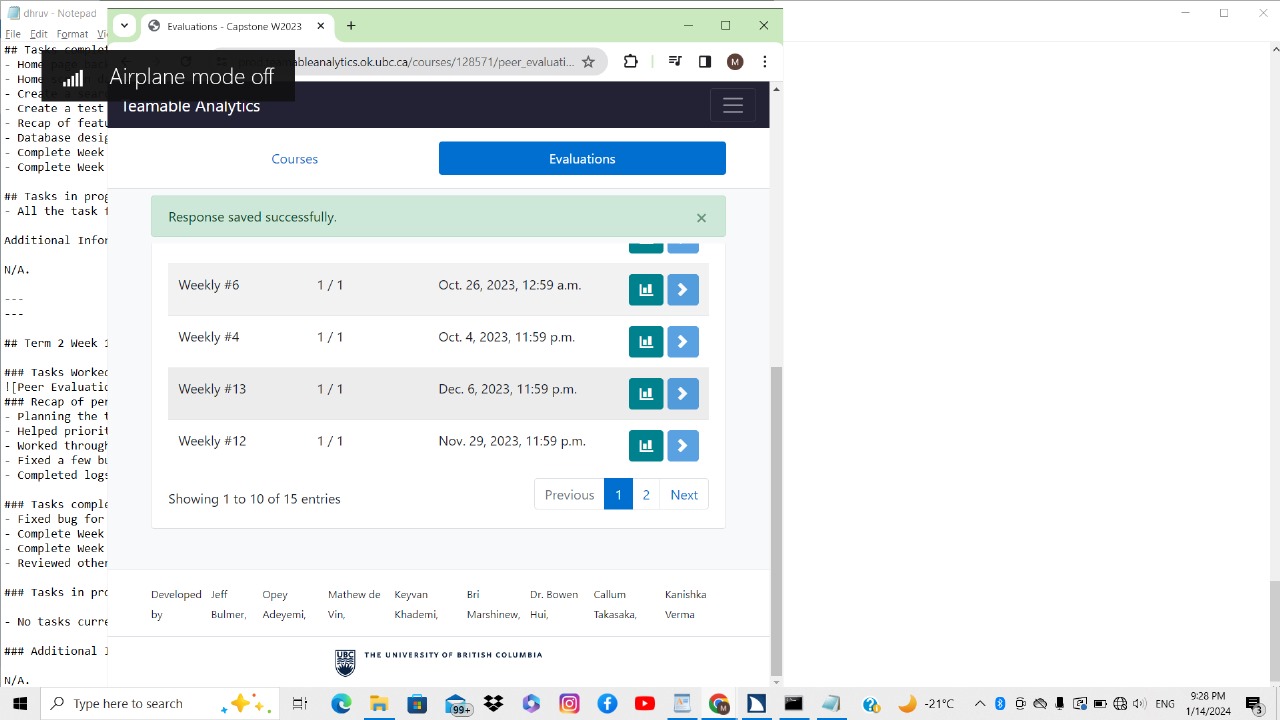 dhruv
File Edit Format Vi
## Tasks complet
- Home page
- Home
- Create
- Create a test
- List of featu
- Database desig
- Complete Week
- Complete Week
## Tasks in prog
- All the task f
Additional Infor
N/A.
---
---
## Term 2 Week 1
### Tasks Worked
![Peer Evaluatio
### Recap of per
- Planning the t
- Helped priorit
- Worked through
- Fixed a few bu
- Completed logs
### Tasks comple
- Fixed bug for
- Complete Week
- Complete Week
- Reviewed other
### Tasks in pro
- No tasks curre
### Additional I
N/A.
Evaluations - Capstone W2023
ableanalytics.ok.ubc.ca/courses/128571/peer_evaluati...
M
Airplane mode off
Teamable Analytics
Courses Evaluations
Response saved successfully. ×
Weekly #6 1 / 1 Oct. 26, 2023, 12:59 a.m.
Weekly #4 1 / 1 Oct. 4, 2023, 11:59 p.m.
Weekly #13 1 / 1 Dec. 6, 2023, 11:59 p.m.
Weekly #12 1 / 1 Nov. 29, 2023, 11:59 p.m.
Showing 1 to 10 of 15 entries Previous 1 2 Next
Developed by Jeff Bulmer, Opey Adeyemi, Mathew de Vin, Keyvan Khademi, Bri Marshinew, Dr. Bowen Hui, Callum Takasaka, Kanishka Verma
UBC THE UNIVERSITY OF BRITISH COLUMBIA
Type here to search 99+ M -21°C ENG 9:28 PM 1/14/2024 3